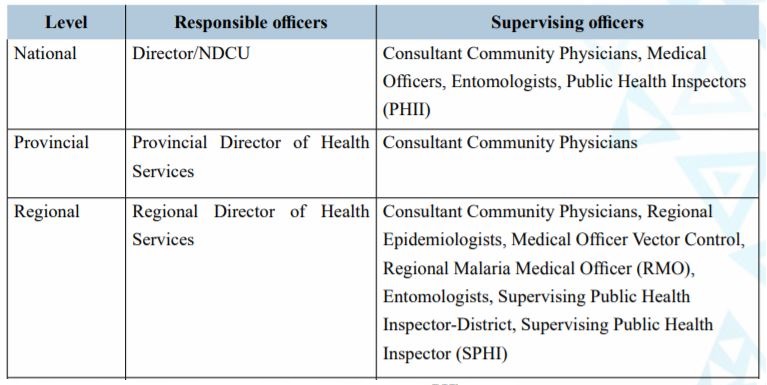 Level Responsible officers Supervising officers
National Director/NDCU Consultant Community Physicians, Medical
Officers, Entomologists, Public Health Inspectors
(PHII)
Provincial Provincial Director of Health Consultant Community Physicians
Services
Regional Regional Director of Health Consultant Community Physicians, Regional
Services Epidemiologists, Medical Officer Vector Control,
Regional Malaria Medical Officer (RMO),
Entomologists, Supervising Public Health
Inspector-District, Supervising Public Health
Inspector (SPHI)